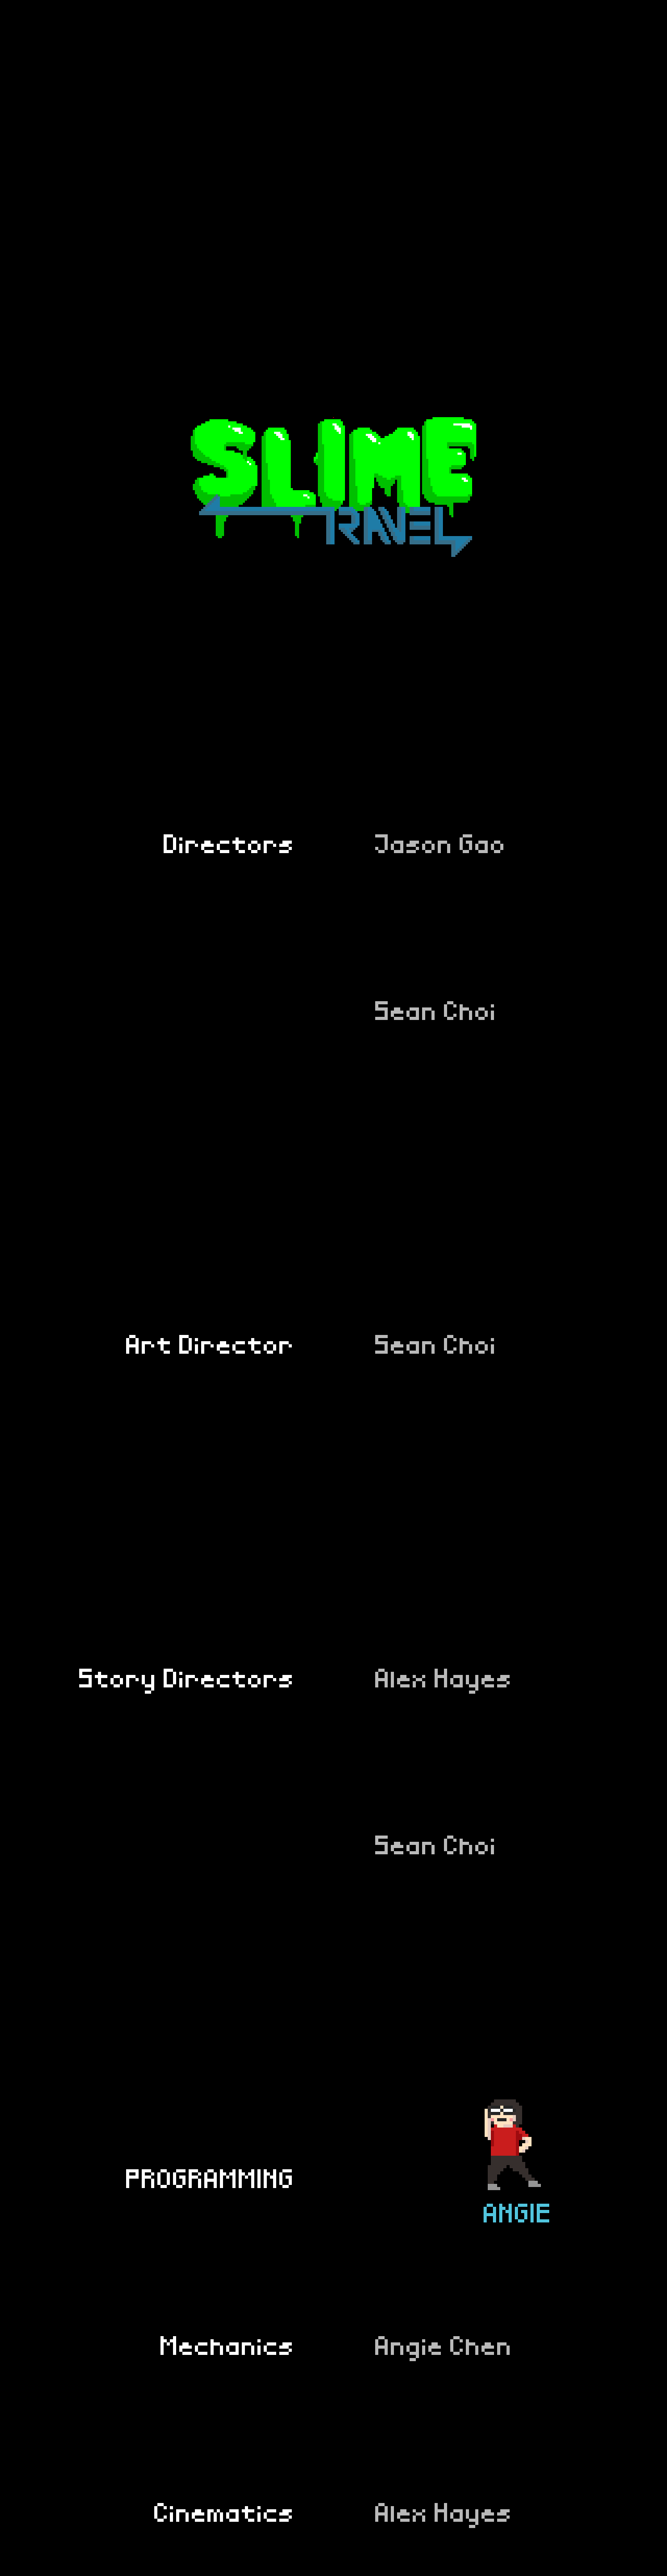 SLIME
TRAVEL
Directors Jason Gao
Sean Choi
Art Director Sean Choi
Story Directors Alex Hayes
Sean Choi
PROGRAMMING
ANGIE
Mechanics Angie Chen
Cinematics Alex Hayes